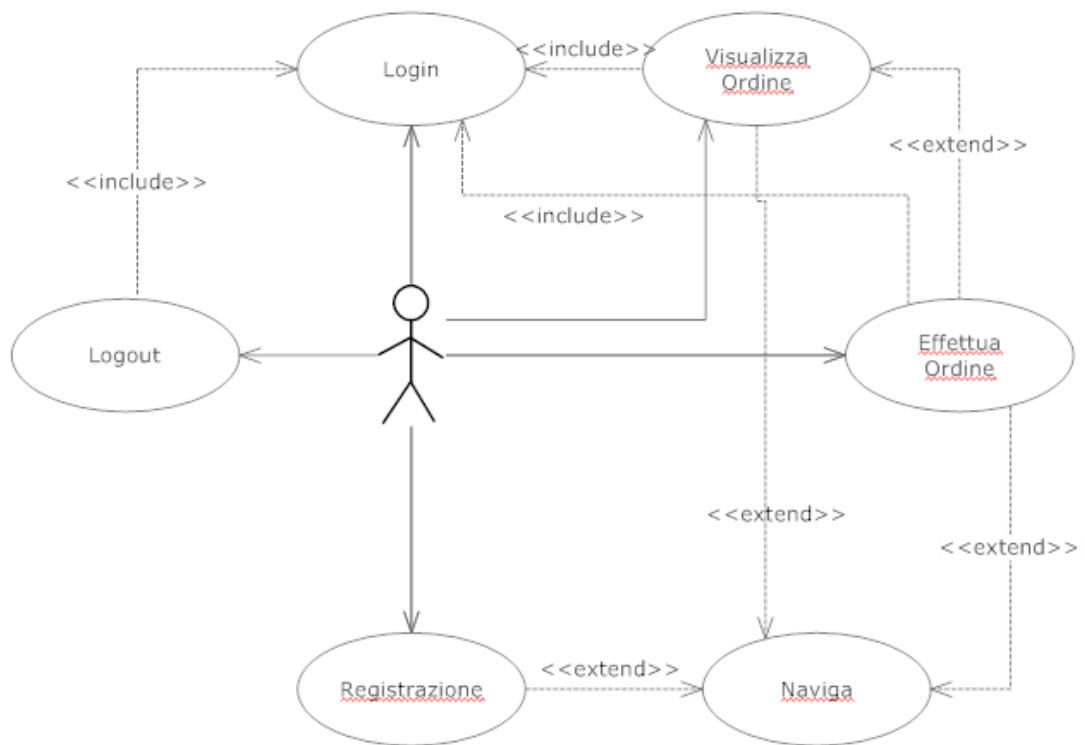 Login
<<include>>
Visualizza
Ordine
<<extend>>
<<include>>
<<include>>
Logout
Effettua
Ordine
<<extend>>
<<extend>>
Registrazione
<<extend>>
Naviga